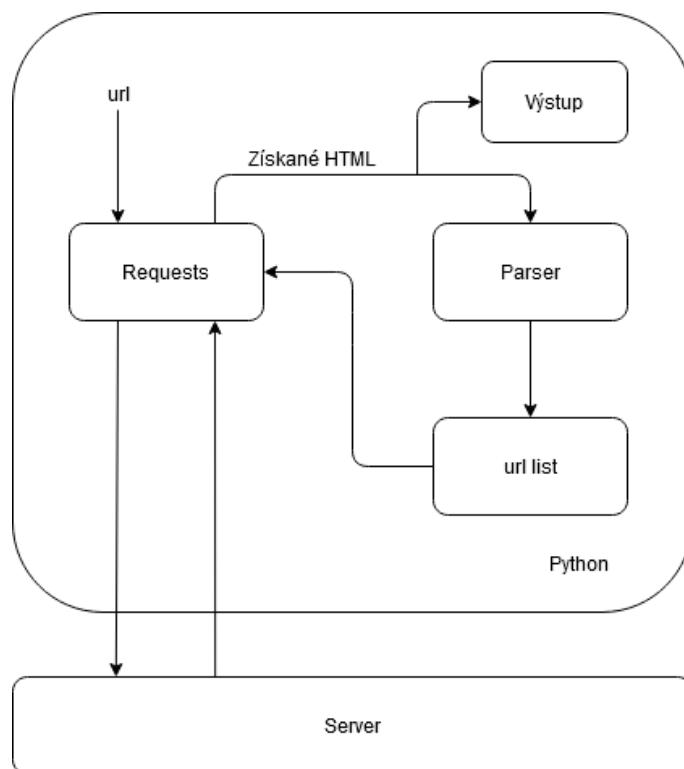 url
Výstup
Získané HTML
Requests
Parser
url list
Python
Server